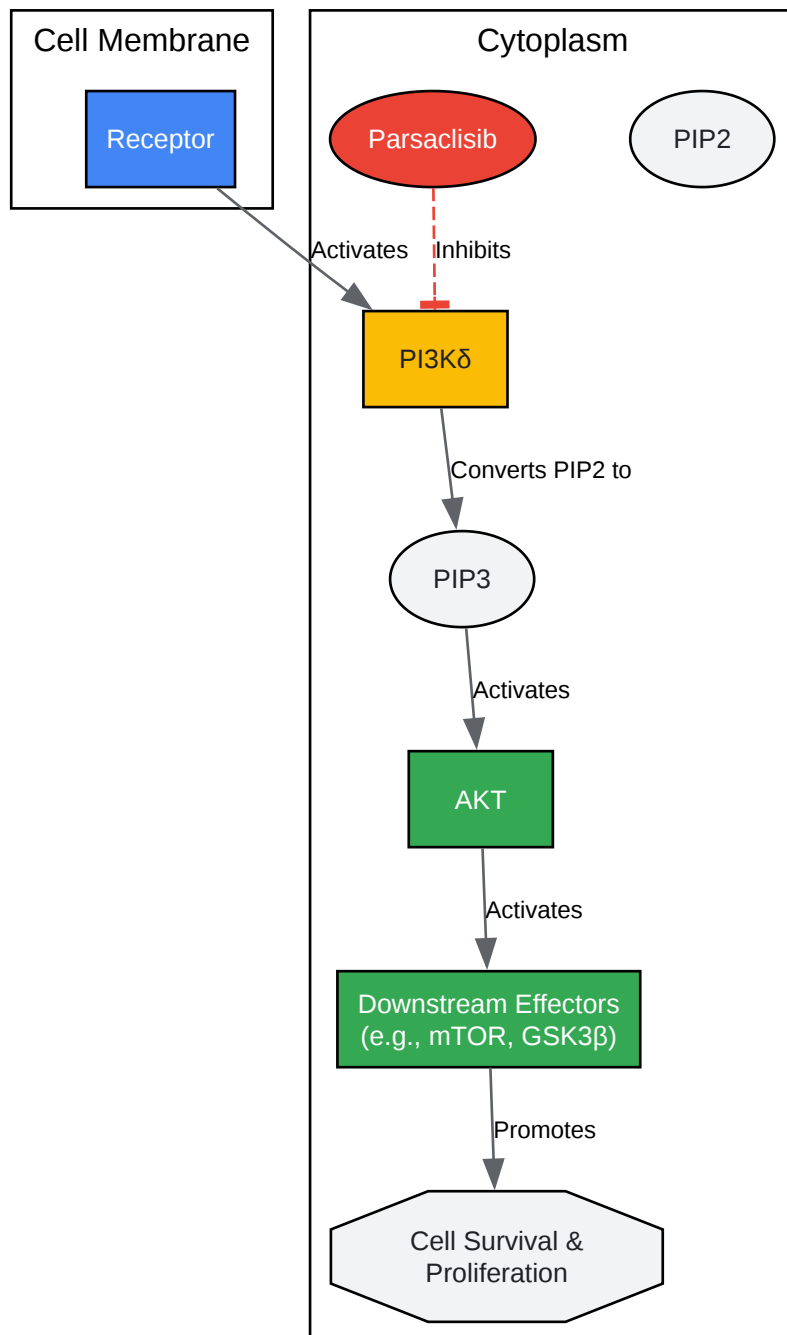 Cell Membrane
Cytoplasm
Receptor
Parsaclisib
PIP2
Activates
Inhibits
PI3Kδ
Converts PIP2 to
PIP3
Activates
AKT
Activates
Downstream Effectors
(e.g., mTOR, GSK3β)
Promotes
Cell Survival &
Proliferation